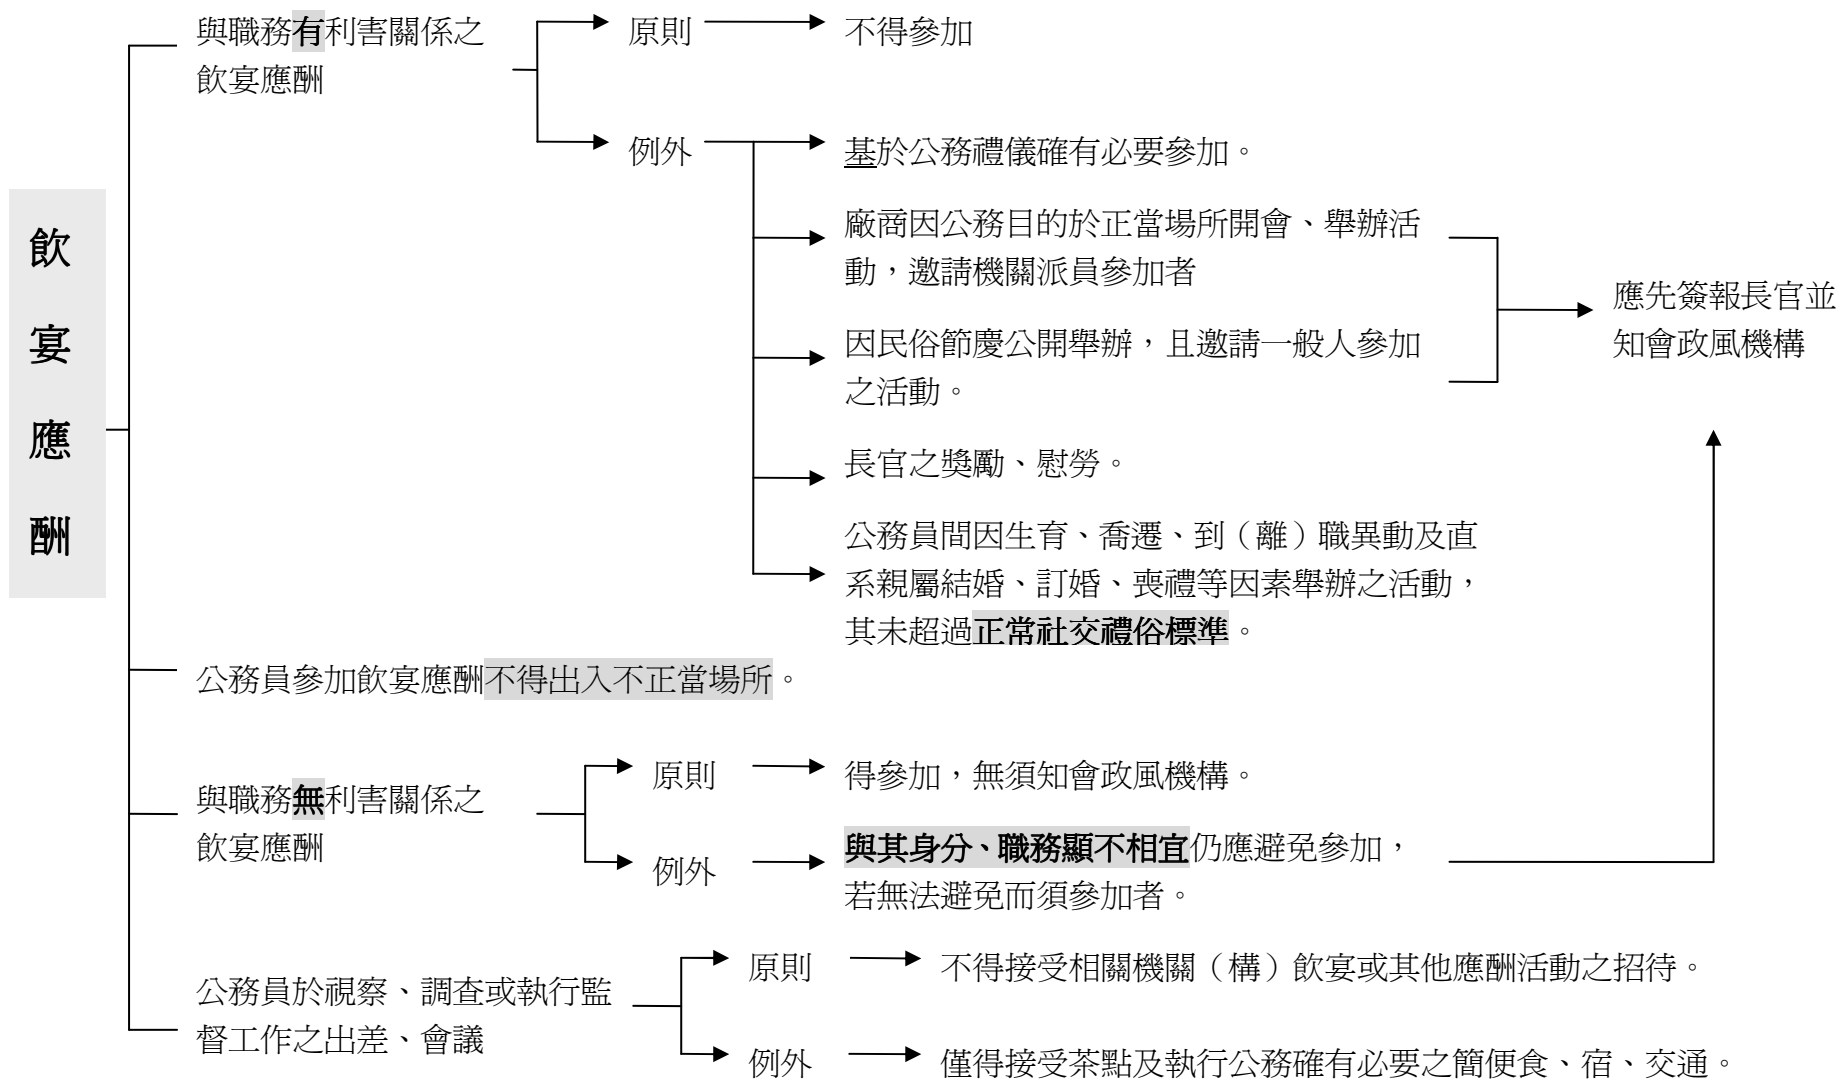 飲宴應酬
與職務有利害關係之
飲宴應酬
原則
不得參加
例外
基於公務禮儀確有必要參加。
廠商因公務目的於正當場所開會、舉辦活
動，邀請機關派員參加者
因民俗節慶公開舉辦，且邀請一般人參加
之活動。
應先簽報長官並
知會政風機構
長官之獎勵、慰勞。
公務員間因生育、喬遷、到（離）職異動及直
系親屬結婚、訂婚、喪禮等因素舉辦之活動，
其未超過正常社交禮俗標準。
公務員參加飲宴應酬不得出入不正當場所。
與職務無利害關係之
飲宴應酬
原則
得參加，無須知會政風機構。
例外
與其身分、職務顯不相宜仍應避免參加，
若無法避免而須參加者。
公務員於視察、調查或執行監
督工作之出差、會議
原則
不得接受相關機關（構）飲宴或其他應酬活動之招待。
例外
僅得接受茶點及執行公務確有必要之簡便食、宿、交通。